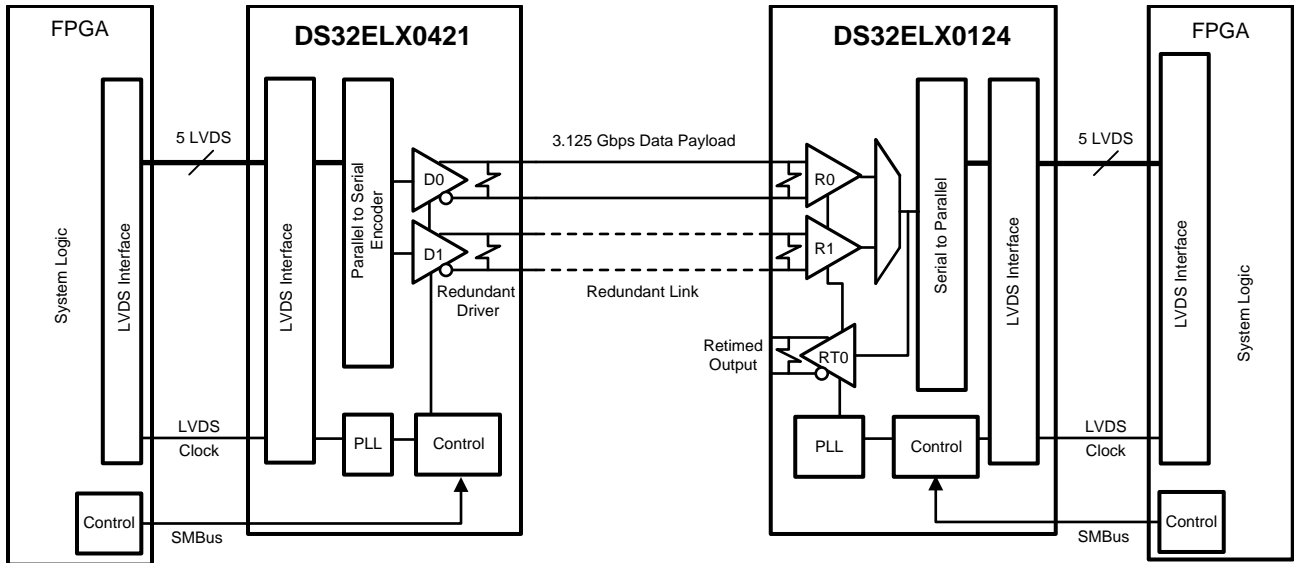 FPGA
System Logic
LVDS Interface
5 LVDS
LVDS
Clock
Control
SMBus
DS32ELX0421
LVDS Interface
Parallel to Serial
Encoder
D0
D1
Redundant
Driver
PLL
Control
3.125 Gbps Data Payload
Redundant Link
Retimed
Output
DS32ELX0124
R0
R1
RT0
Serial to Parallel
LVDS Interface
PLL
Control
5 LVDS
LVDS
Clock
SMBus
FPGA
LVDS Interface
System Logic
Control